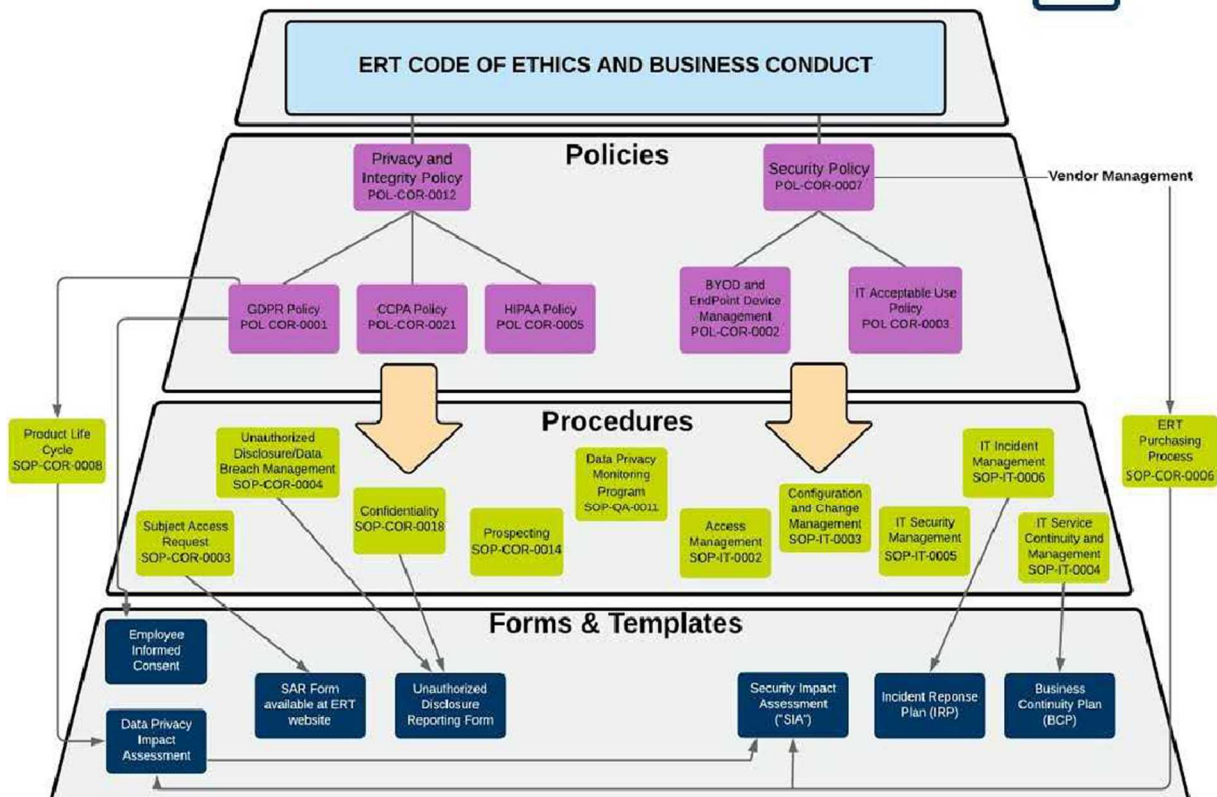 ERT CODE OF ETHICS AND BUSINESS CONDUCT
Policies
Privacy and
Integrity Policy
POL-COR-0012
Security Policy
POL-COR-0007
Vendor Management
GDPR Policy
POL COR-0001
CCPA Policy
POL-COR-0021
HIPAA Policy
POL COR-0005
BYOD and
EndPoint Device
Management
POL-COR-0002
IT Acceptable Use
Policy
POL COR-0003
Procedures
Product Life
Cycle
SOP-COR-0008
Unauthorized
Disclosure/Data
Breach Management
SOP-COR-0004
Subject Access
Request
SOP-COR-0003
Confidentiality
SOP-COR-0018
Prospecting
SOP-COR-0014
Data Privacy
Monitoring
Program
SOP-QA-0011
Access
Management
SOP-IT-0002
Configuration
and Change
Management
SOP-IT-0003
IT Security
Management
SOP-IT-0005
IT Incident
Management
SOP-IT-0006
IT Service
Continuity and
Management
SOP-IT-0004
ERT
Purchasing
Process
SOP-COR-0006
Forms & Templates
Employee
Informed
Consent
Data Privacy
Impact
Assessment
SAR Form
available at ERT
website
Unauthorized
Disclosure
Reporting Form
Security Impact
Assessment
("SIA")
Incident Reponse
Plan (IRP)
Business
Continuity Plan
(BCP)